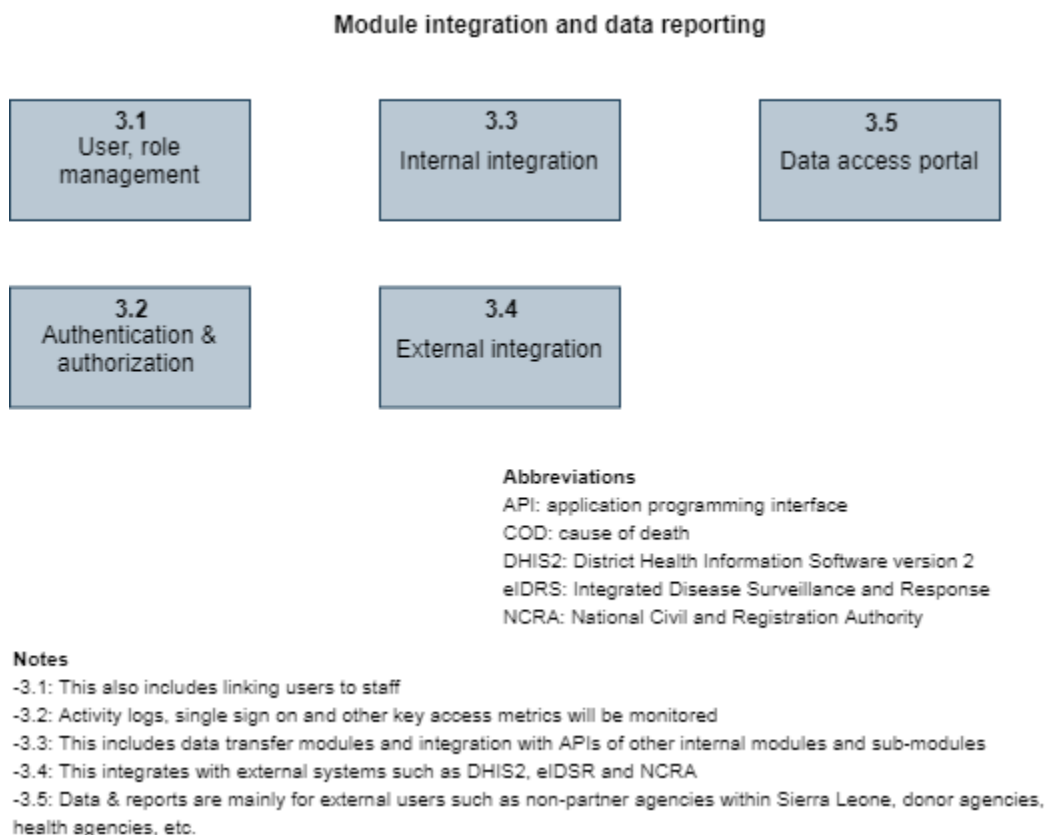 Module integration and data reporting
3.1
User, role
management
3.3
Internal integration
3.5
Data access portal
3.2
Authentication &
authorization
3.4
External integration
Abbreviations
API: application programming interface
COD: cause of death
DHIS2: District Health Information Software version 2
eIDRS: Integrated Disease Surveillance and Response
NCRA: National Civil and Registration Authority
Notes
-3.1: This also includes linking users to staff
-3.2: Activity logs, single sign on and other key access metrics will be monitored
-3.3: This includes data transfer modules and integration with APIs of other internal modules and sub-modules
-3.4: This integrates with external systems such as DHIS2, eIDSR and NCRA
-3.5: Data & reports are mainly for external users such as non-partner agencies within Sierra Leone, donor agencies,
health agencies, etc.